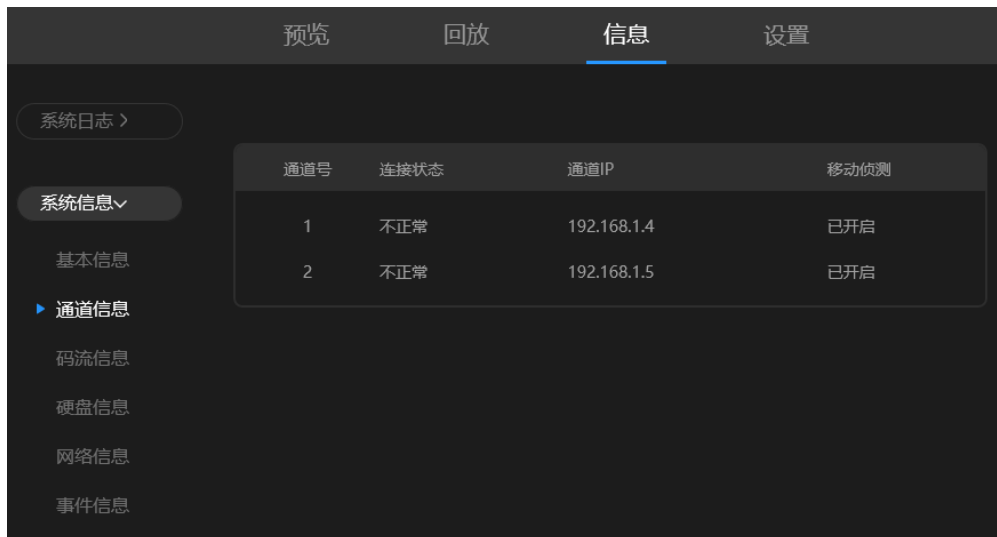 预览 回放 信息 设置
系统日志
通道号 连接状态 通道IP 移动侦测
系统信息
1 不正常 192.168.1.4 已开启
基本信息
2 不正常 192.168.1.5 已开启
通道信息
码流信息
硬盘信息
网络信息
事件信息